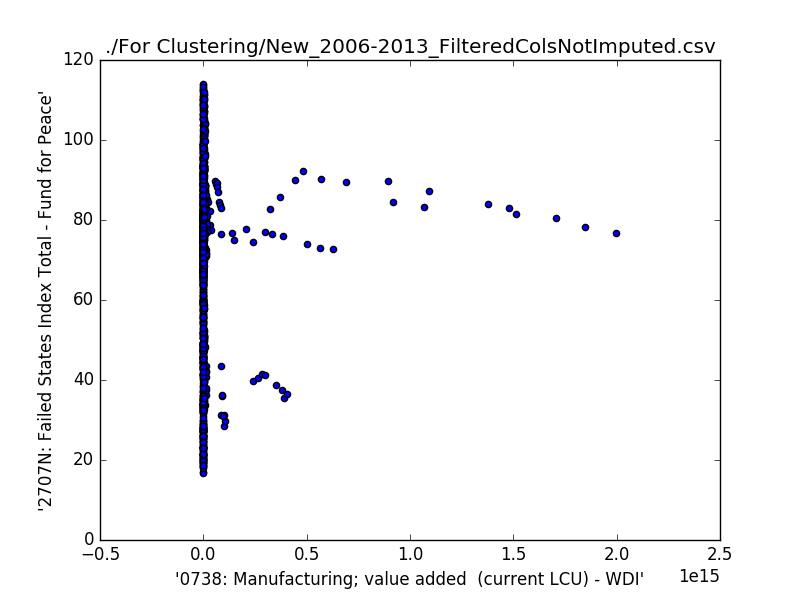 ./For Clustering/New_2006-2013_FilteredColsNotImputed.csv
120
100
80
60
40
20
0
'2707N: Failed States Index Total - Fund for Peace'
−0.5 0.0 0.5 1.0 1.5 2.0 2.5
1e15
'0738: Manufacturing; value added  (current LCU) - WDI'